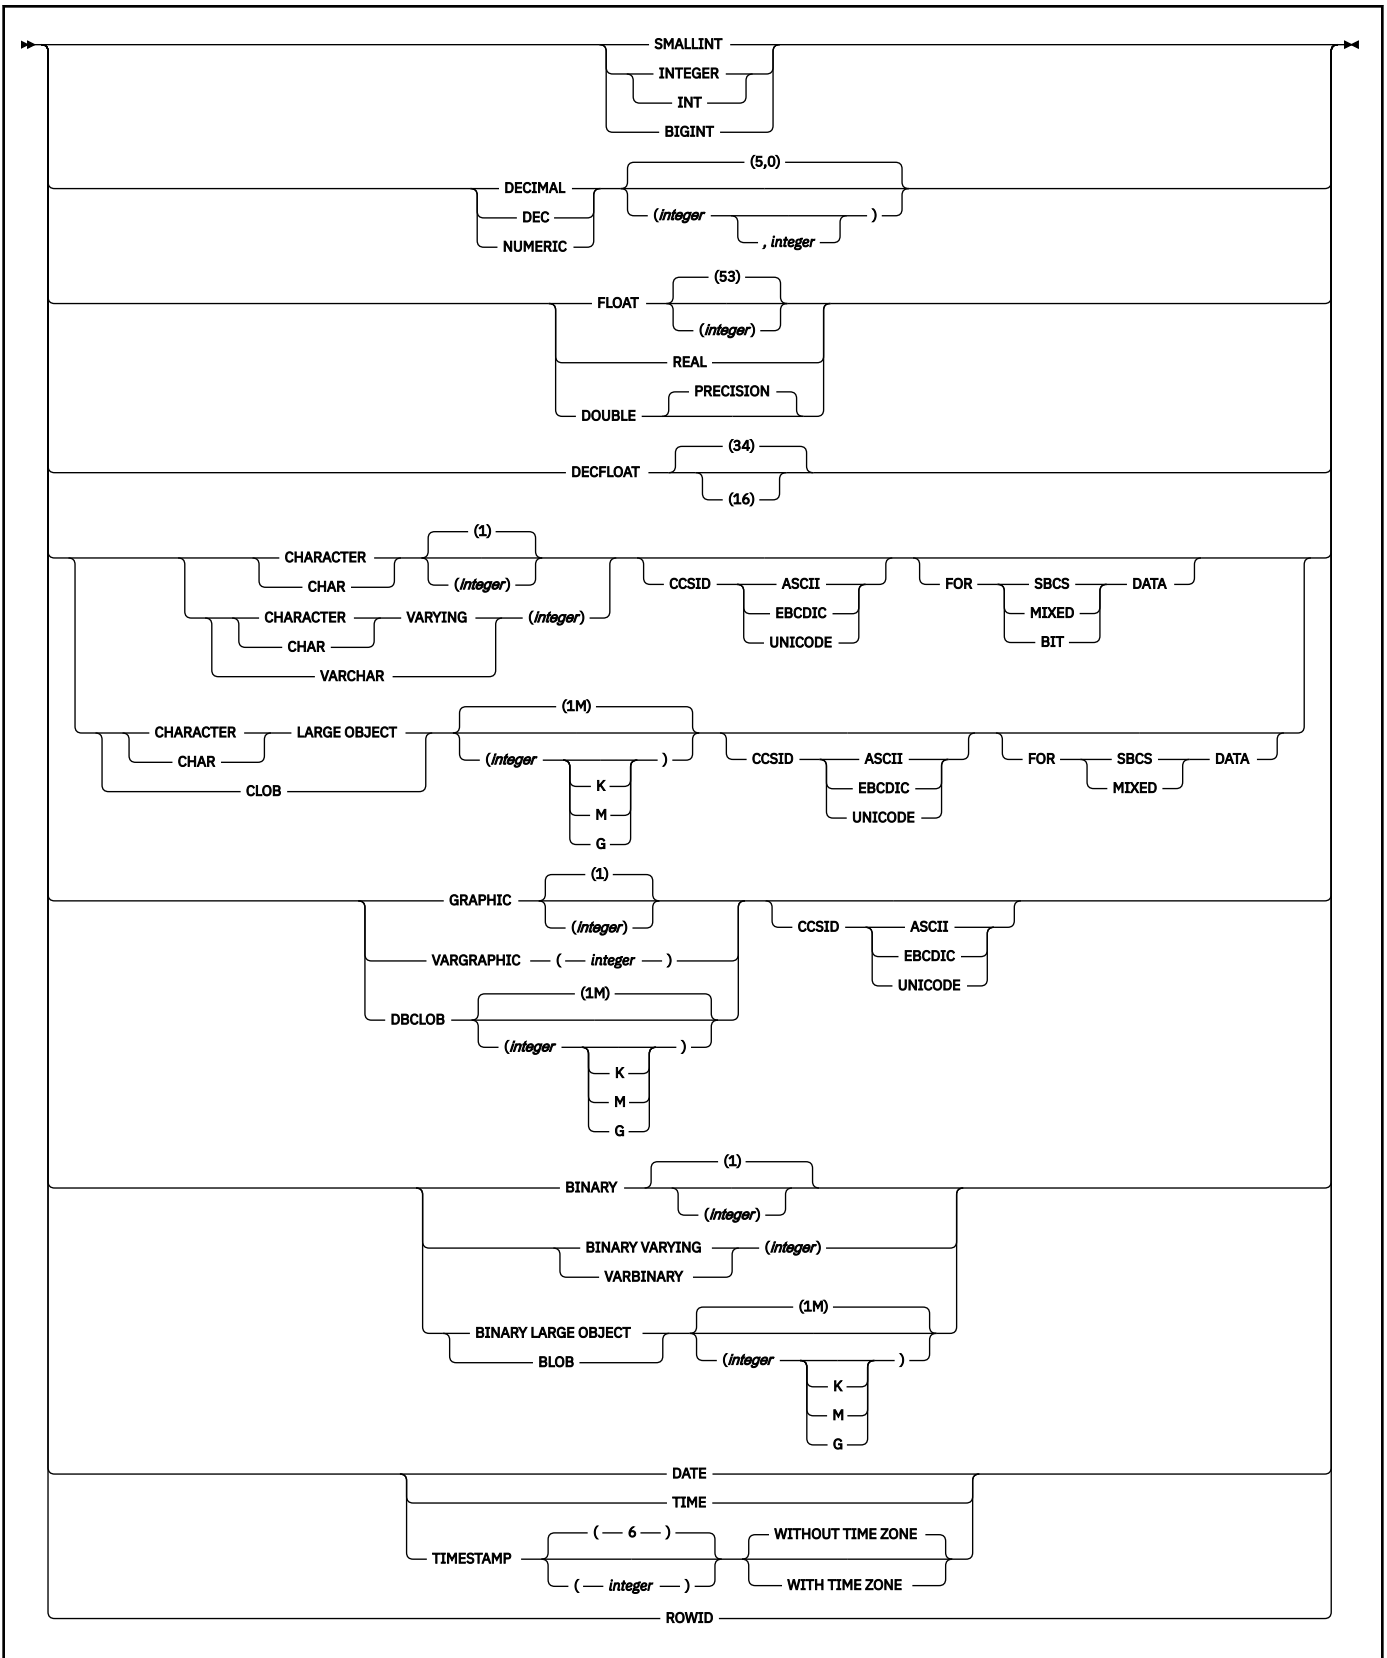 SMALLINT
INTEGER
INT
BIGINT
(5,0)
DECIMAL
DEC (integer )
NUMERIC , integer
(53)
FLOAT
(integer)
REAL
PRECISION
DOUBLE
(34)
DECFLOAT
(16)
(1)
CHARACTER
CHAR (integer) CCSID ASCII FOR SBCS DATA
CHARACTER VARYING (integer) EBCDIC MIXED
CHAR UNICODE BIT
VARCHAR
(1M)
CHARACTER LARGE OBJECT
CHAR (integer ) CCSID ASCII FOR SBCS DATA
CLOB K EBCDIC MIXED
M UNICODE
G
(1)
GRAPHIC
(integer) CCSID ASCII
VARGRAPHIC ( integer ) EBCDIC
UNICODE
(1M)
DBCLOB
(integer )
K
M
G
(1)
BINARY
(integer)
BINARY VARYING (integer)
VARBINARY
(1M)
BINARY LARGE OBJECT
BLOB (integer )
K
M
G
DATE
TIME
( 6 ) WITHOUT TIME ZONE
TIMESTAMP
( integer ) WITH TIME ZONE
ROWID